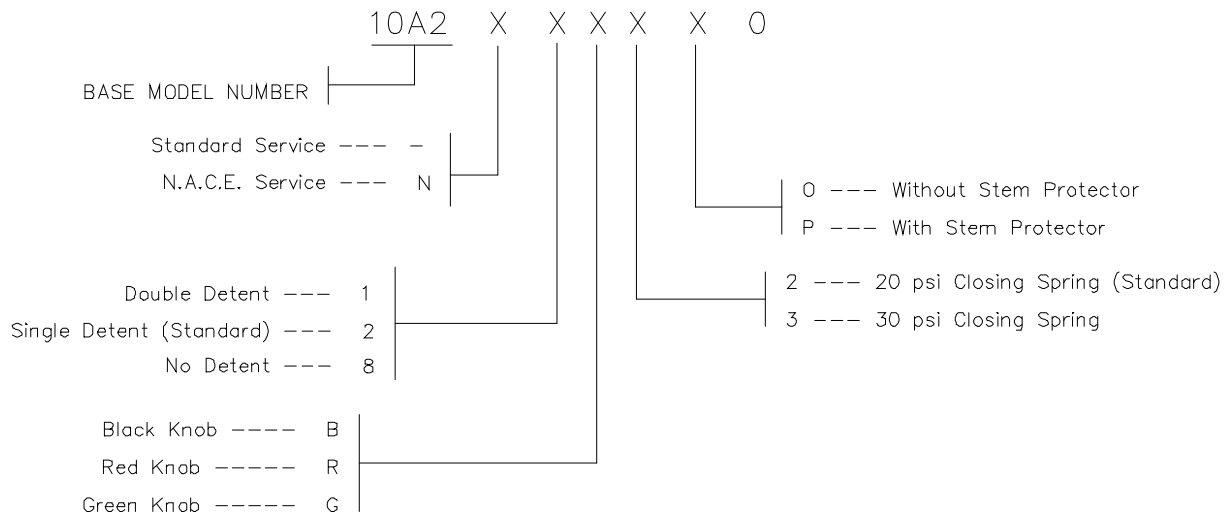 10A2 X X X X X 0
BASE MODEL NUMBER
Standard Service --- -
N.A.C.E. Service --- N
O --- Without Stem Protector
P --- With Stem Protector
2 --- 20 psi Closing Spring (Standard)
3 --- 30 psi Closing Spring
Double Detent --- 1
Single Detent (Standard) --- 2
No Detent --- 8
Black Knob ---- B
Red Knob ----- R
Green Knob ----- G